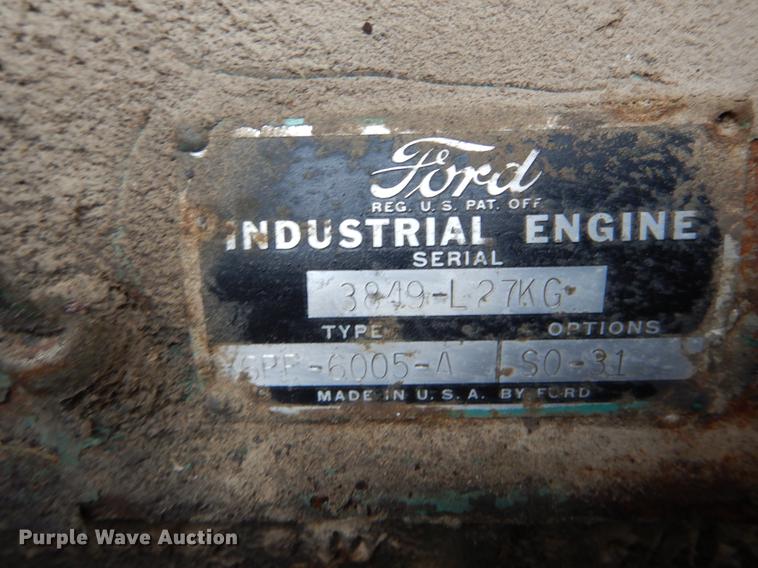 Ford
REG. U. S. PAT. OFF
INDUSTRIAL ENGINE
SERIAL
3849-L27KG
TYPE OPTIONS
-6005-A SO-31
MADE IN U. S. A. BY FORD
Purple Wave Auction